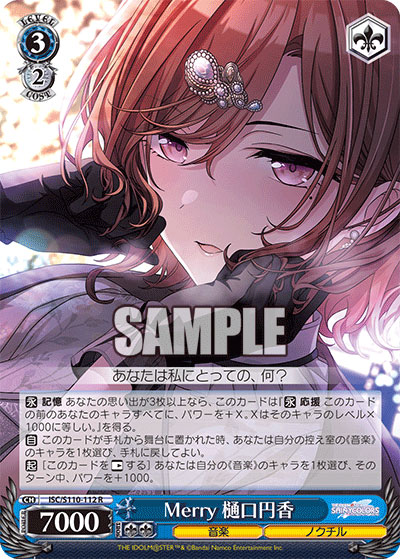 LEVEL
3
2
COST
SAMPLE
あなたは私にとっての、何？
【永】 記憶 あなたの思い出が3枚以上なら、このカードは『【永】 応援 このカードの前のあなたのキャラすべてに、パワーを＋X。Xはそのキャラのレベル×1000に等しい。』を得る。
【自】 このカードが手札から舞台に置かれた時、あなたは自分の控え室の《音楽》のキャラを1枚選び、手札に戻してよい。
【起】［このカードを レスト する］ あなたは自分の《音楽》のキャラを1枚選び、そのターン中、パワーを＋1000。
CH ISC/S110-112 R
POWER
7000
Merry 樋口円香
THE IDOLM@STER SHINYCOLORS
音楽
ノクチル
THE IDOLM@STER™& ©Bandai Namco Entertainment Inc.